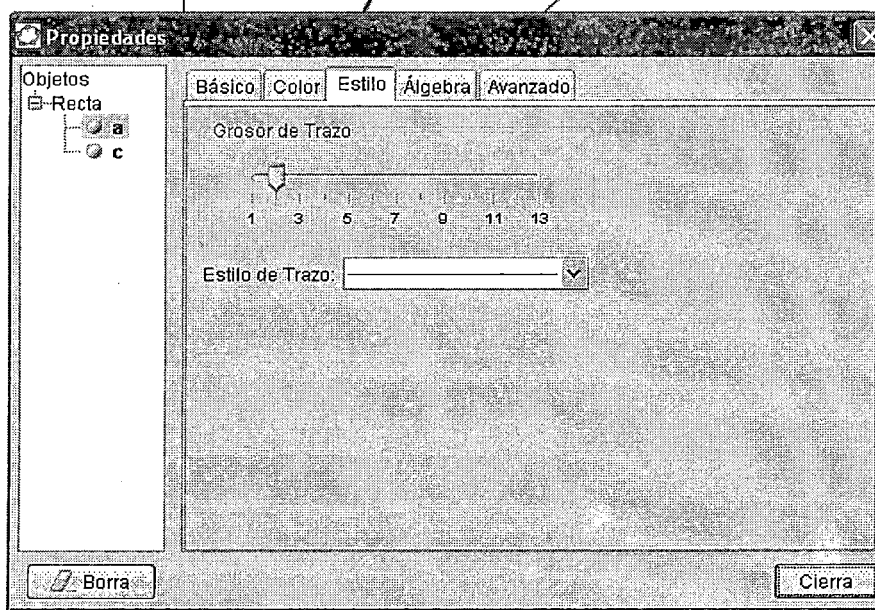 Propiedades
Objetos
Recta
a
c
Básico Color Estilo Álgebra Avanzado
Grosor de Trazo
1 3 5 7 9 11 13
Estilo de Trazo:
Borra
Cierra